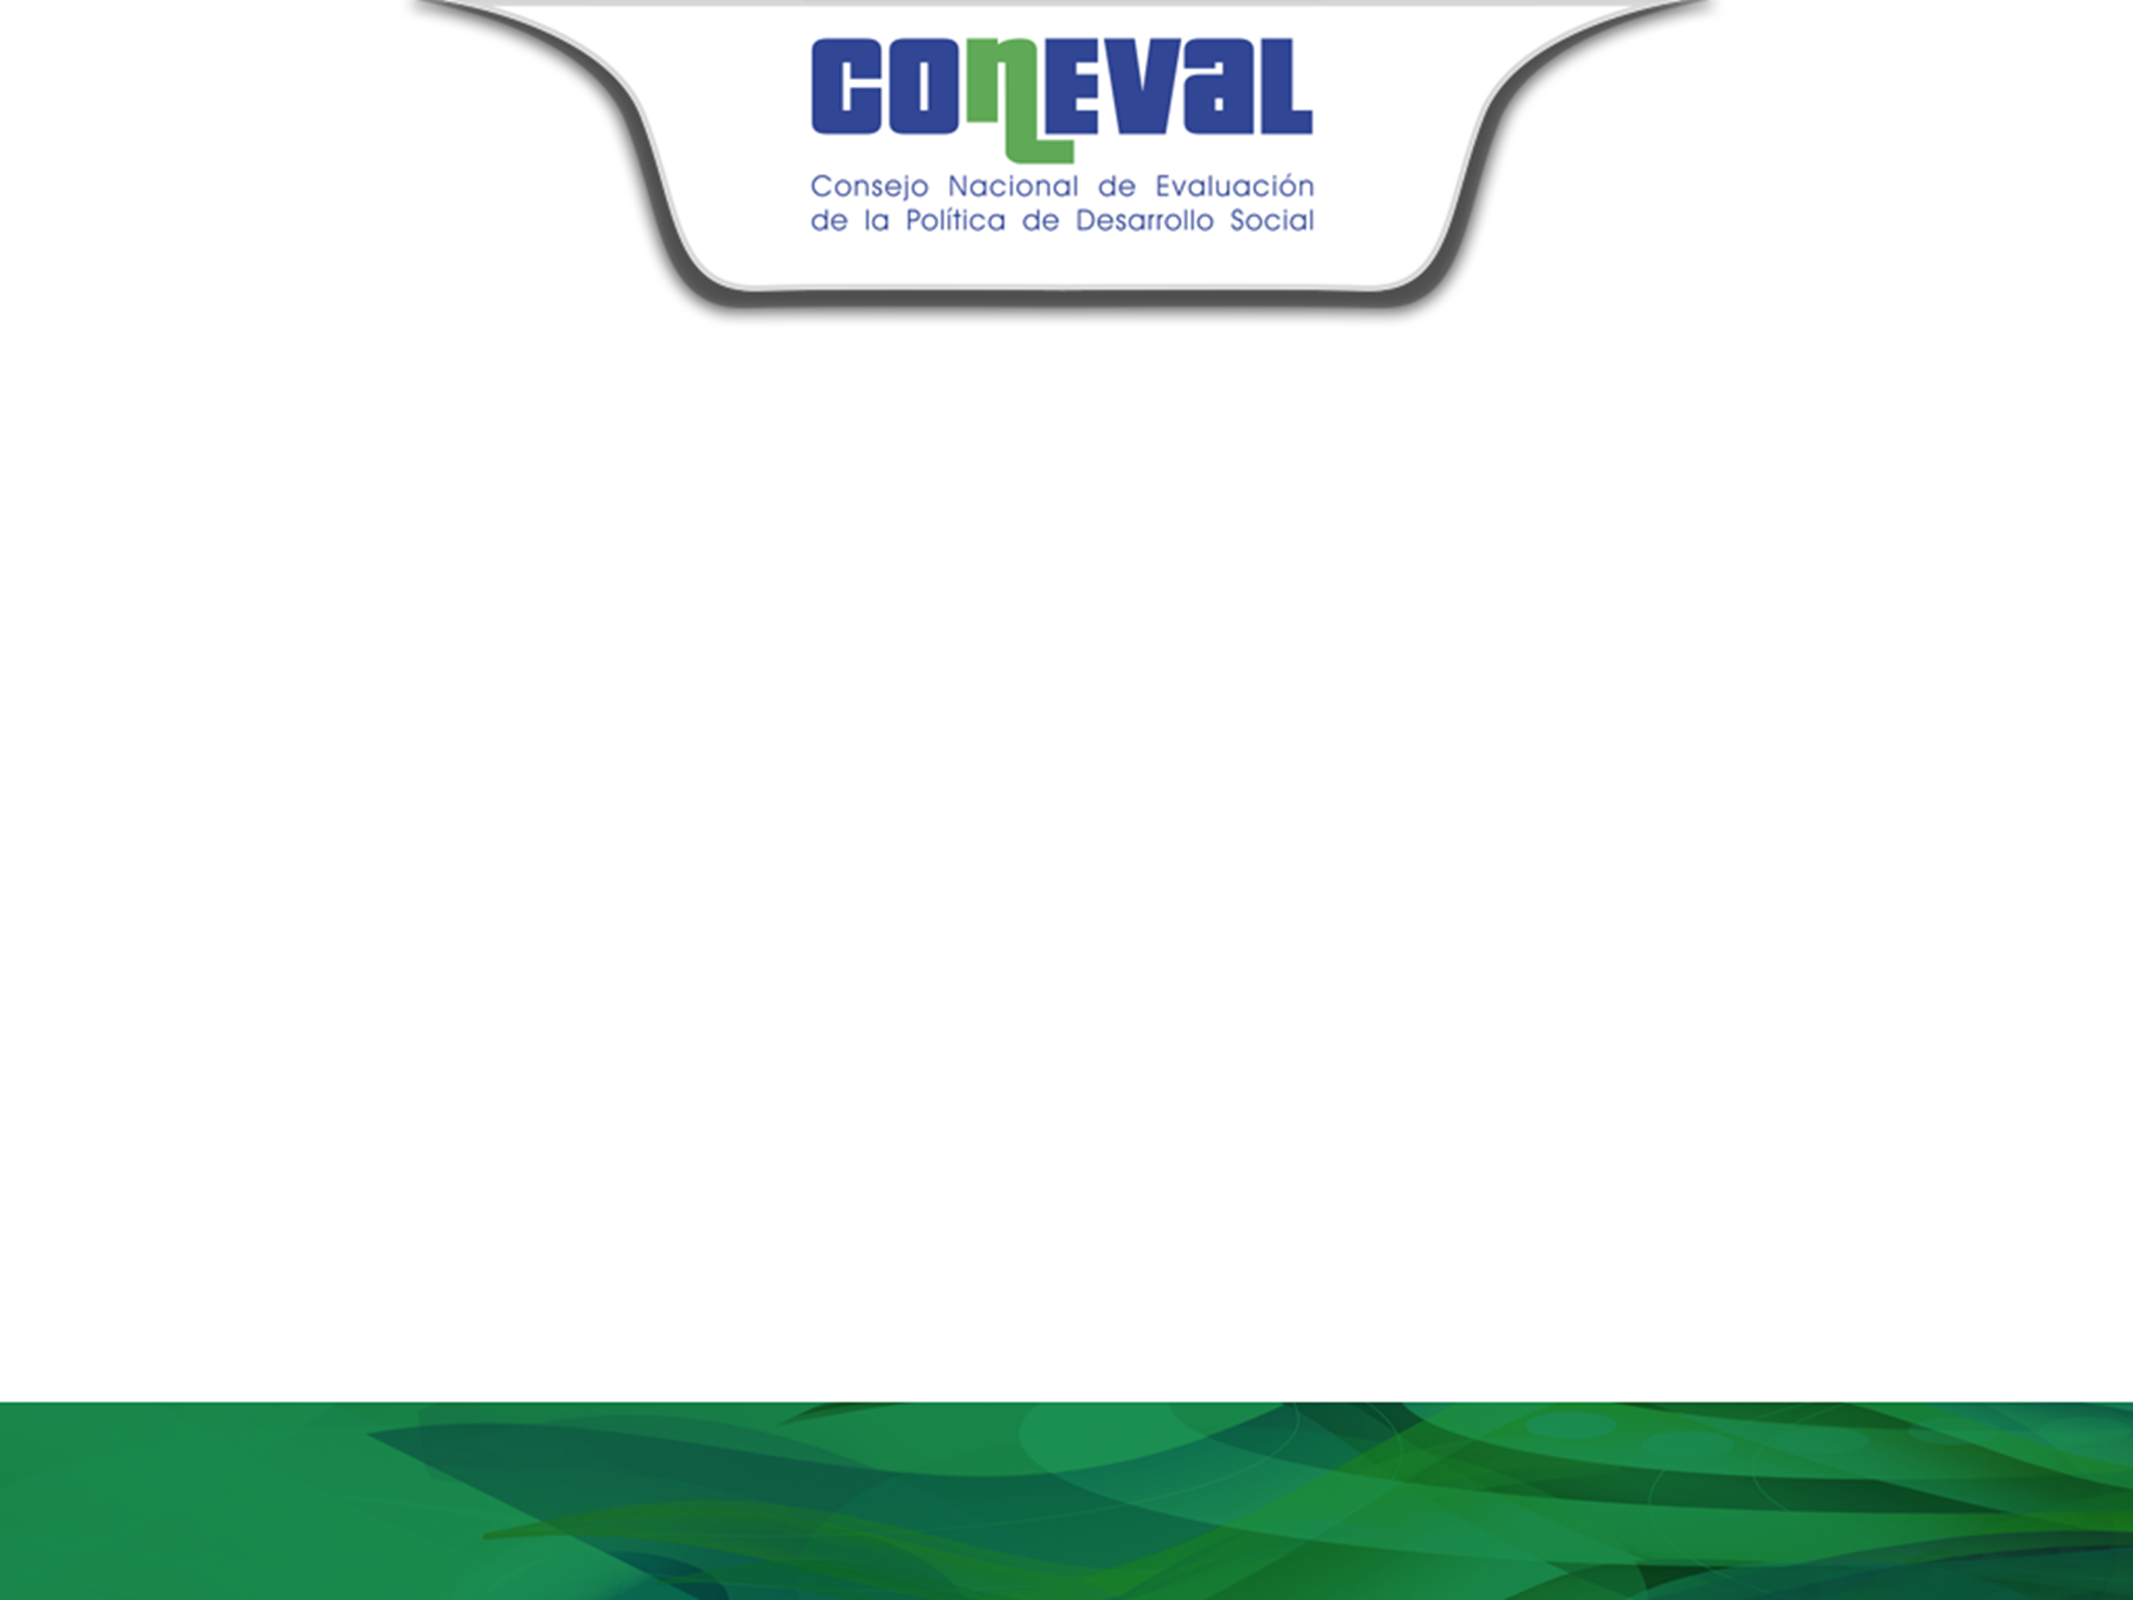 conEVaL
Consejo Nacional de Evaluación
de la Política de Desarrollo Social